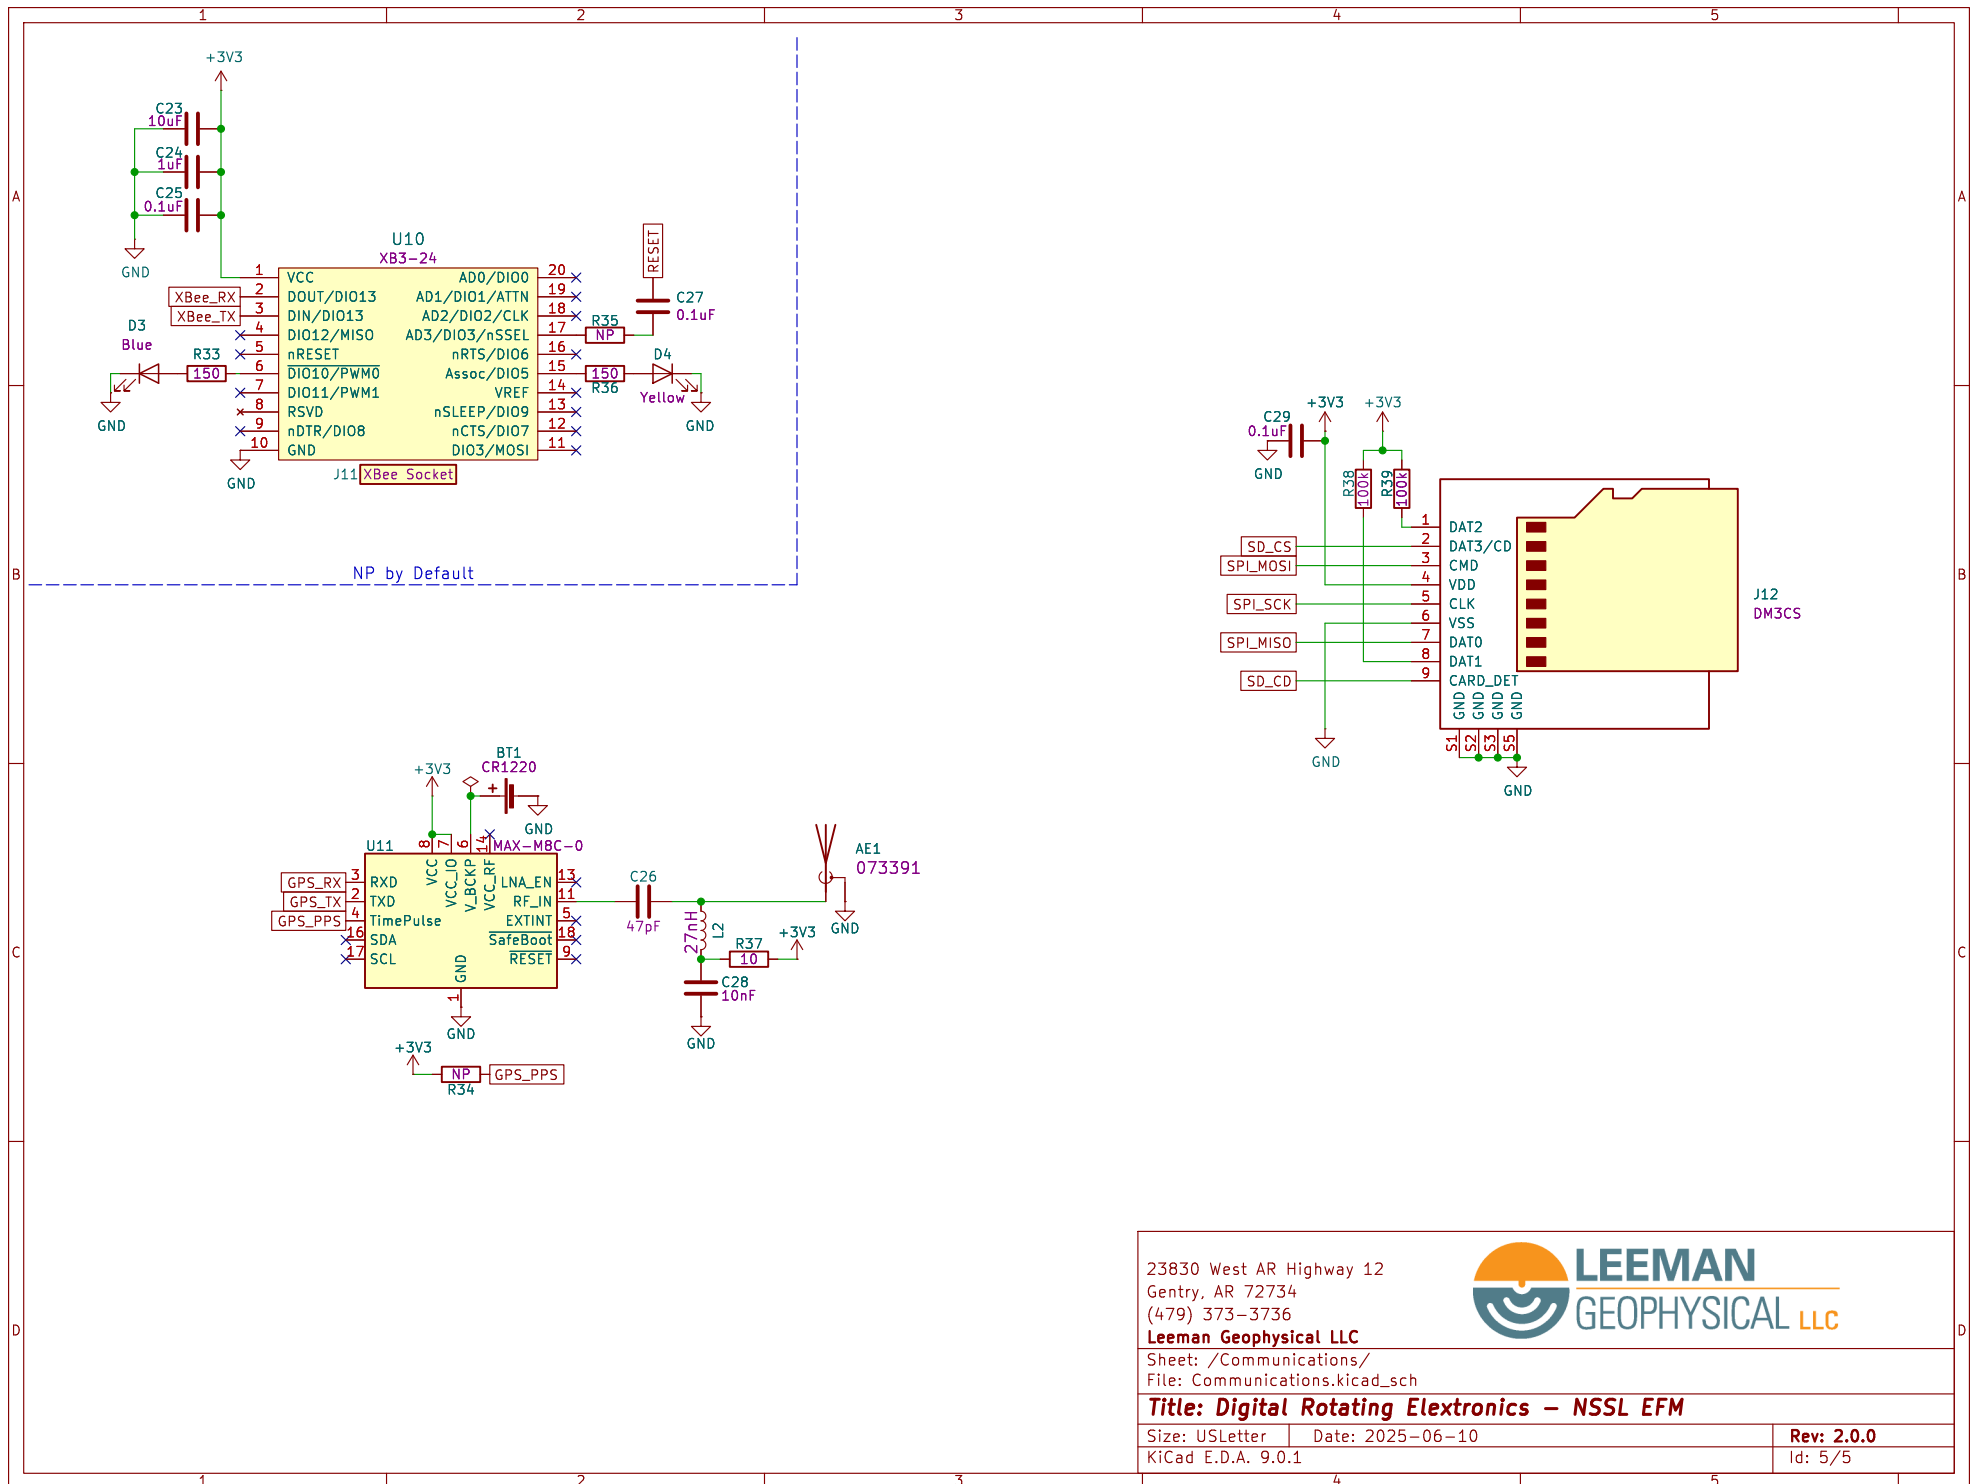 1 2 3 4 5
A
B
C
D
+3V3
C23
10uF
C24
1uF
C25
0.1uF
GND
U10
XB3-24
1 VCC
2 DOUT/DIO13
3 DIN/DIO13
4 DIO12/MISO
5 nRESET
6 DIO10/PWM0
7 DIO11/PWM1
8 RSVD
9 nDTR/DIO8
10 GND
AD0/DIO0 20
AD1/DIO1/ATTN 19
AD2/DIO2/CLK 18
AD3/DIO3/nSSEL 17
nRTS/DIO6 16
Assoc/DIO5 15
VREF 14
nSLEEP/DIO9 13
nCTS/DIO7 12
DIO3/MOSI 11
XBee_RX
XBee_TX
D3
Blue
R33
150
GND
GND
J11 XBee Socket
RESET
C27
0.1uF
R35
NP
150
R36
D4
Yellow
GND
NP by Default
C29
0.1uF
GND
+3V3
+3V3
R38
100k
R39
100k
SD_CS
SPI_MOSI
SPI_SCK
SPI_MISO
SD_CD
1 DAT2
2 DAT3/CD
3 CMD
4 VDD
5 CLK
6 VSS
7 DAT0
8 DAT1
9 CARD_DET
GND GND GND GND
S1 S2 S3 S5
GND
GND
J12
DM3CS
+3V3
BT1
CR1220
+
GND
U11
MAX-M8C-0
8 7 6 14
VCC VCC_IO V_BCKP VCC_RF
GPS_RX
GPS_TX
GPS_PPS
3 RXD
2 TXD
4 TimePulse
16 SDA
17 SCL
LNA_EN 13
RF_IN 11
EXTINT 5
SafeBoot 18
RESET 9
GND
1
GND
C26
47pF
AE1
073391
GND
27nH
L2
R37
10
+3V3
C28
10nF
GND
+3V3
NP
R34
GPS_PPS
23830 West AR Highway 12
Gentry, AR 72734
(479) 373-3736
Leeman Geophysical LLC
LEEMAN
GEOPHYSICAL LLC
Sheet: /Communications/
File: Communications.kicad_sch
Title: Digital Rotating Elextronics - NSSL EFM
Size: USLetter Date: 2025-06-10 Rev: 2.0.0
KiCad E.D.A. 9.0.1 Id: 5/5
A
B
C
D
1 2 3 4 5